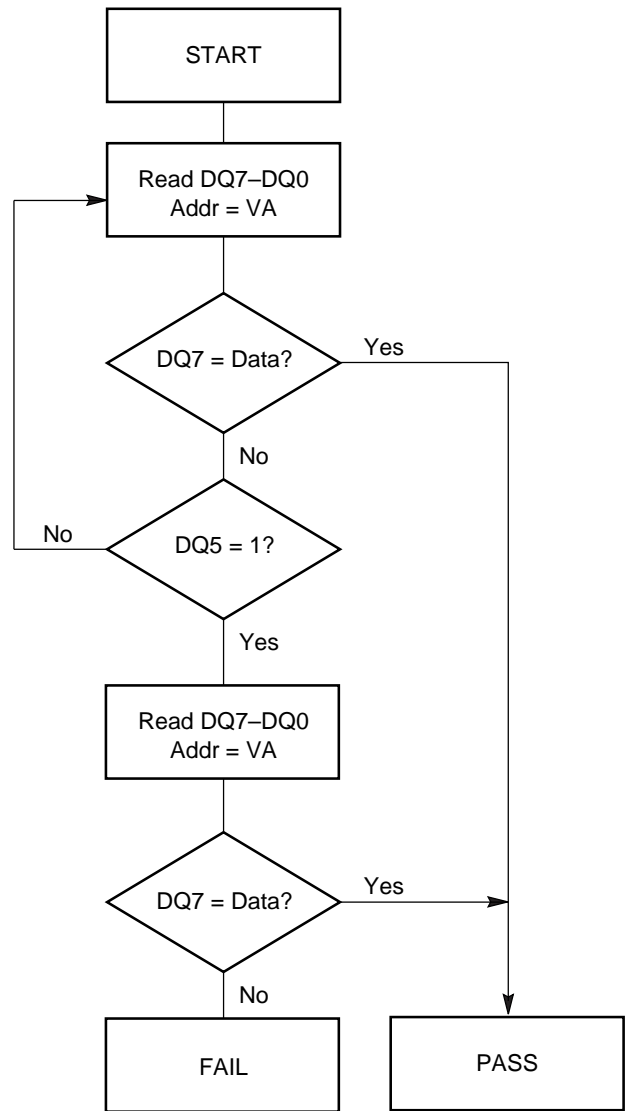 START
Read DQ7–DQ0
Addr = VA
DQ7 = Data?
Yes
No
No
DQ5 = 1?
Yes
Read DQ7–DQ0
Addr = VA
DQ7 = Data?
Yes
No
FAIL
PASS